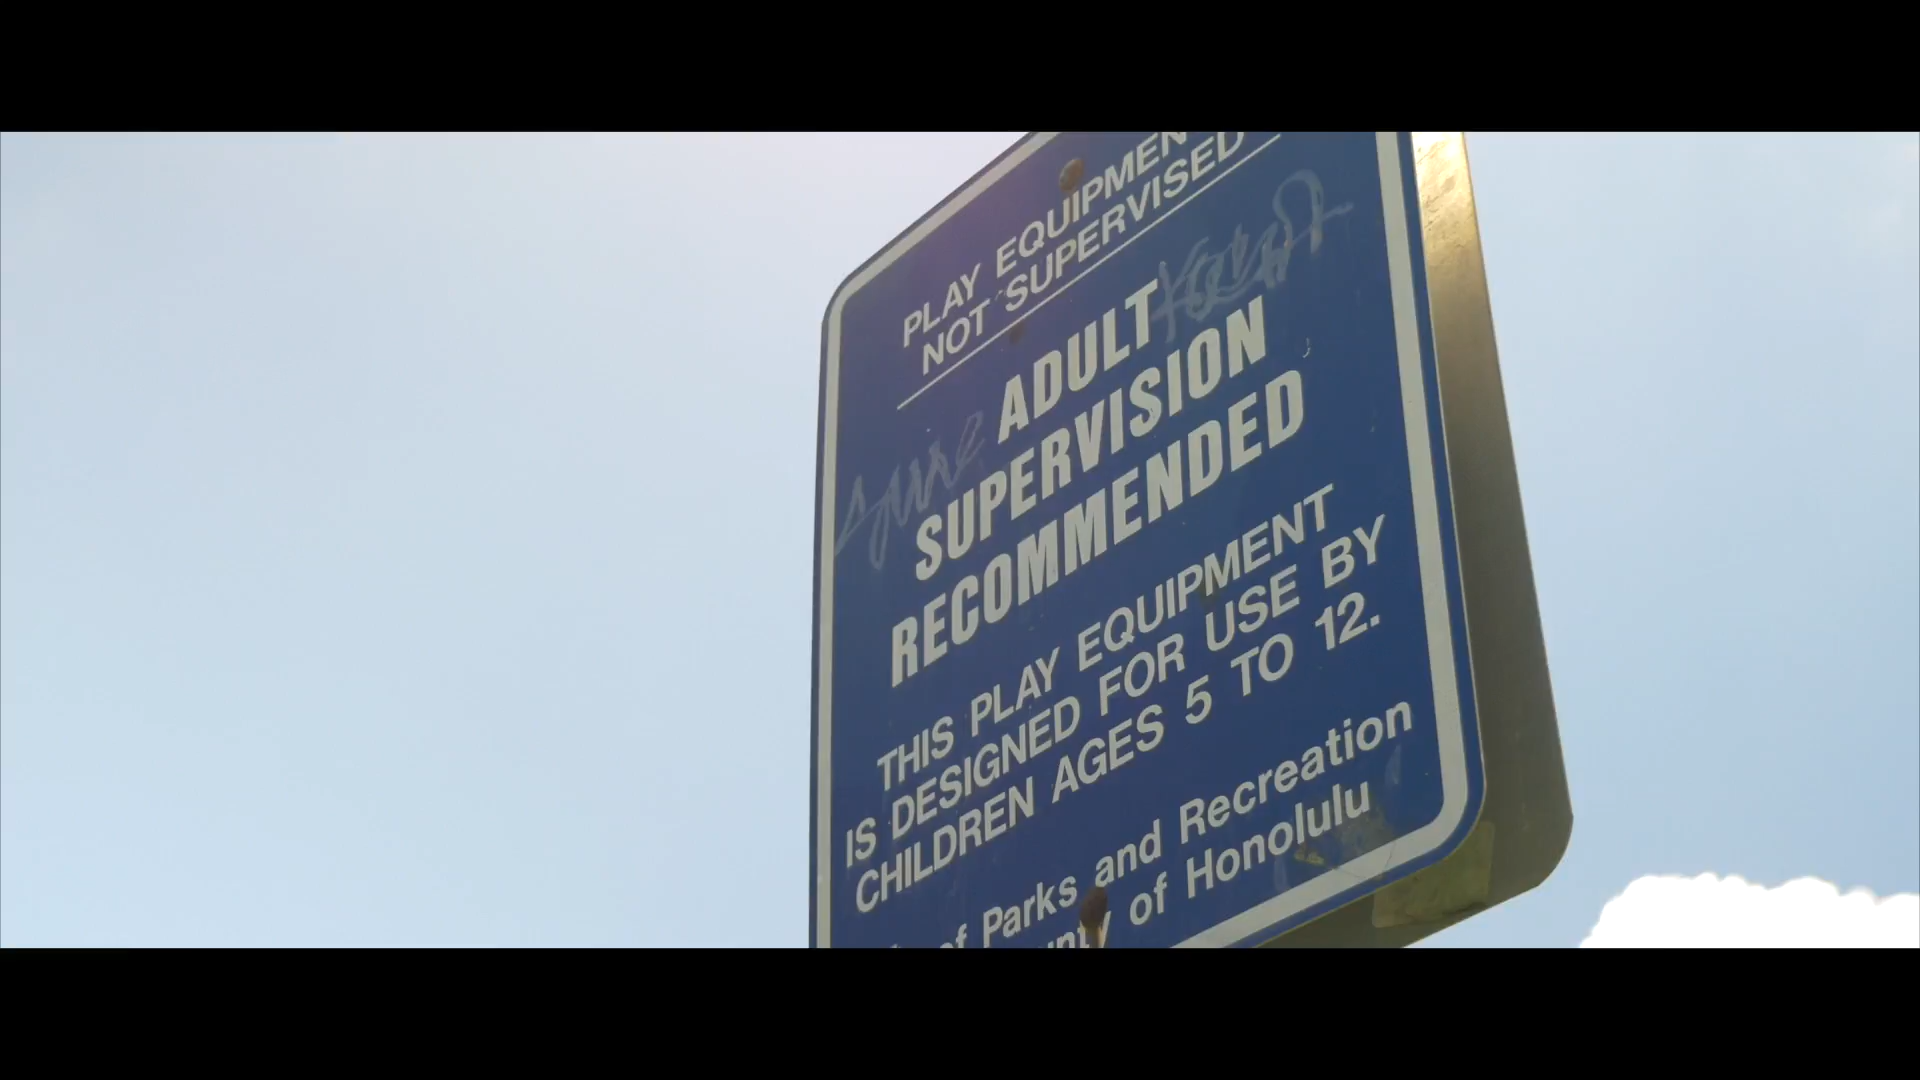 PLAY EQUIPMEN
NOT SUPERVISED
ADULT
SUPERVISION
RECOMMENDED
THIS PLAY EQUIPMENT
IS DESIGNED FOR USE BY
CHILDREN AGES 5 TO 12.
of Parks and Recreation
unty of Honolulu